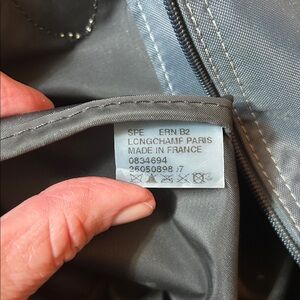 SPE ERN B2
LONGCHAMP PARIS
MADE IN FRANCE
0834694
26050898 /7